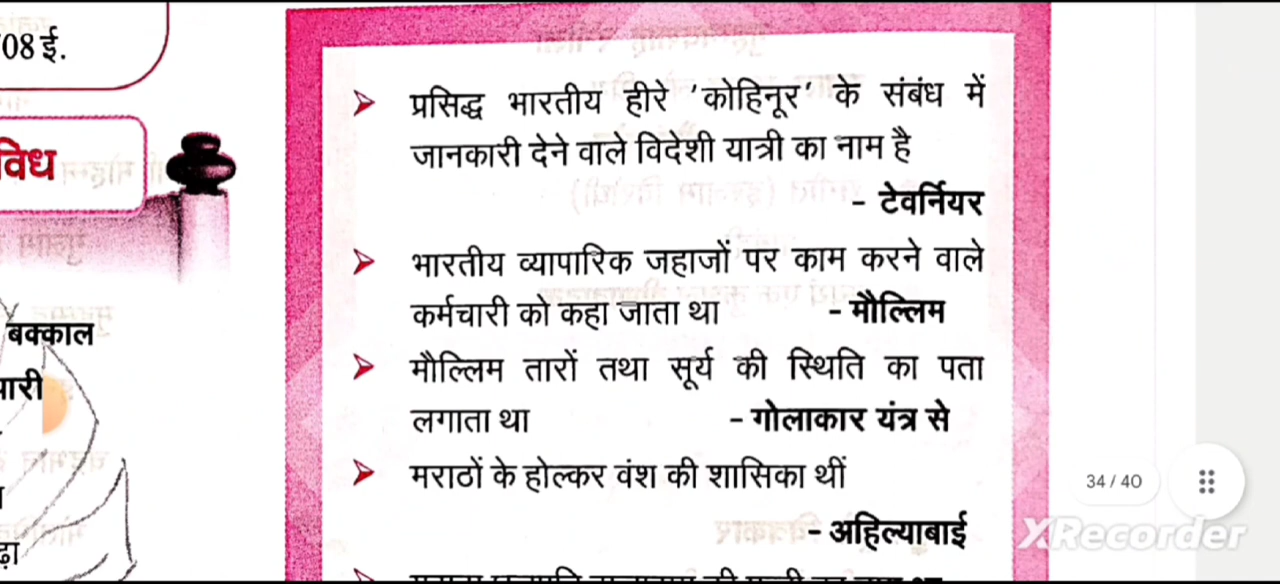 08 ई.
विध
बक्काल
प्रसिद्ध भारतीय हीरे 'कोहिनूर' के संबंध में
जानकारी देने वाले विदेशी यात्री का नाम है
- टेवर्नियर
भारतीय व्यापारिक जहाजों पर काम करने वाले
कर्मचारी को कहा जाता था - मौल्लिम
मौल्लिम तारों तथा सूर्य की स्थिति का पता
लगाता था - गोलाकार यंत्र से
मराठों के होल्कर वंश की शासिका थीं
- अहिल्याबाई
34 / 40
XRecorder